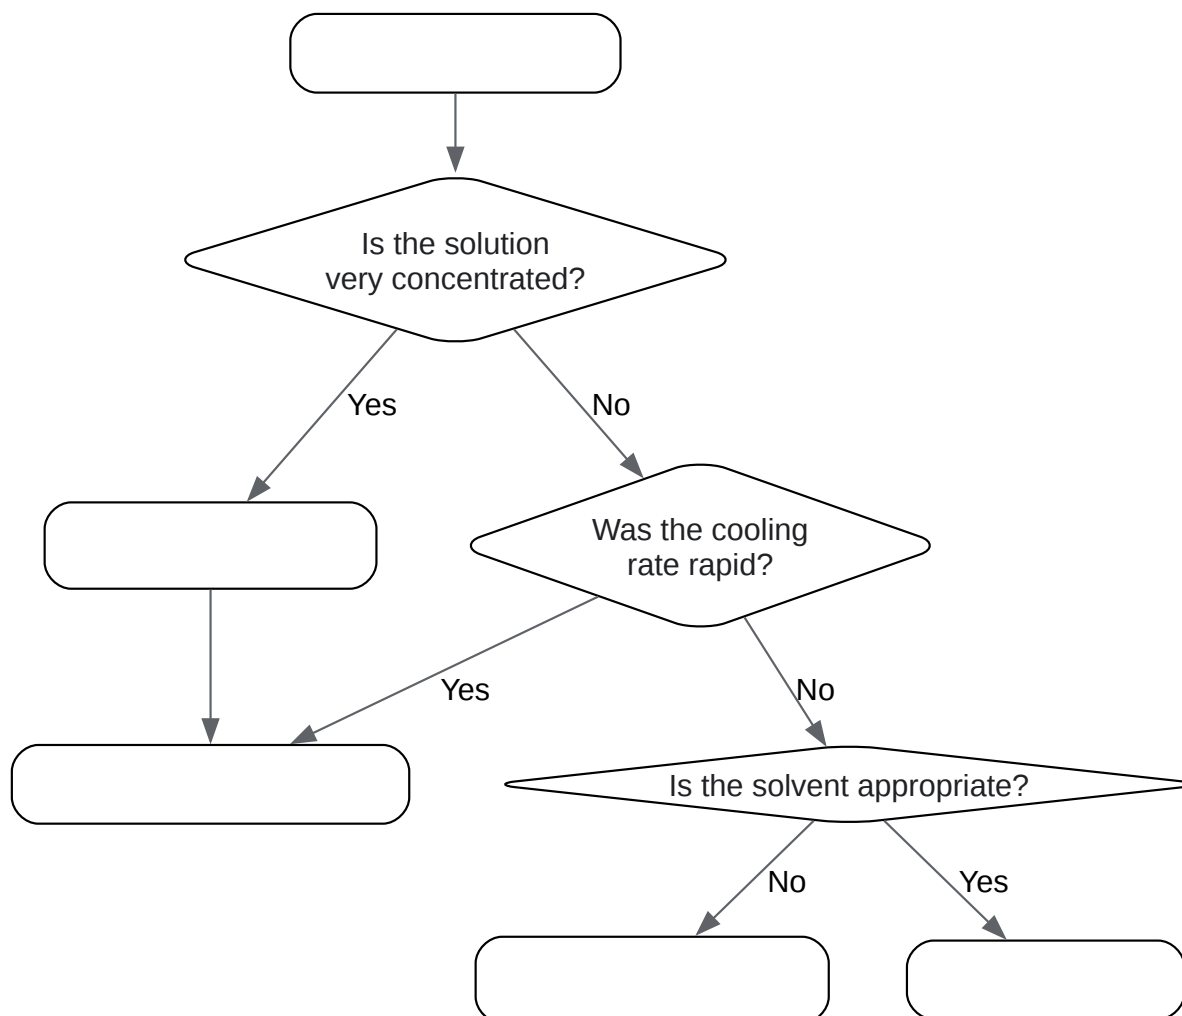 Is the solution
very concentrated?
Yes
No
Was the cooling
rate rapid?
Yes
No
Is the solvent appropriate?
No
Yes